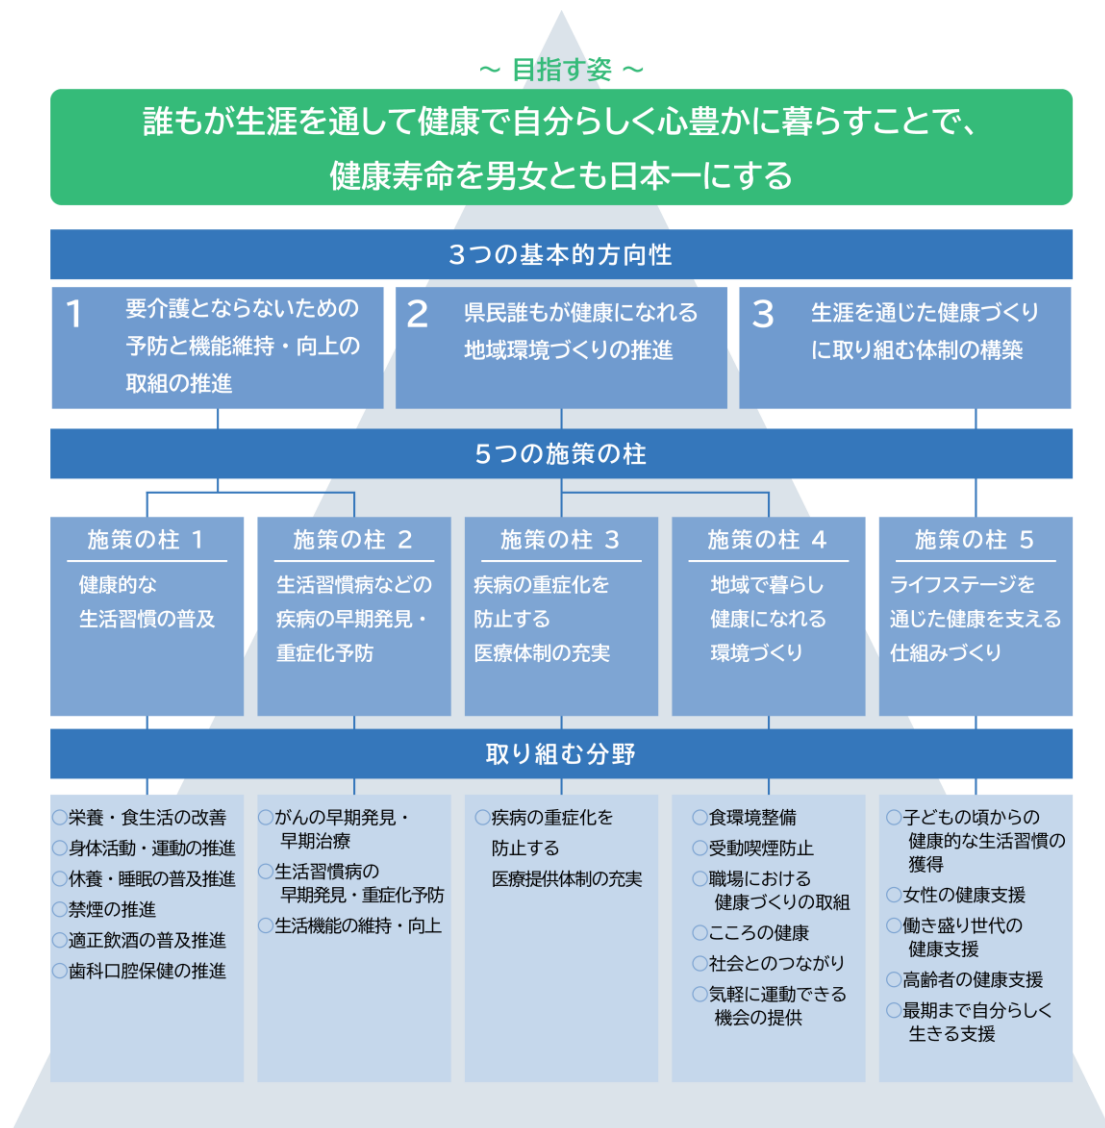 ～ 目指す姿 ～
誰もが生涯を通して健康で自分らしく心豊かに暮らすことで、
健康寿命を男女とも日本一にする
3つの基本的方向性
1
要介護とならないための
予防と機能維持・向上の
取組の推進
2
県民誰もが健康になれる
地域環境づくりの推進
3
生涯を通じた健康づくり
に取り組む体制の構築
5つの施策の柱
施策の柱 1
健康的な
生活習慣の普及
施策の柱 2
生活習慣病などの
疾病の早期発見・
重症化予防
施策の柱 3
疾病の重症化を
防止する
医療体制の充実
施策の柱 4
地域で暮らし
健康になれる
環境づくり
施策の柱 5
ライフステージを
通じた健康を支える
仕組みづくり
取り組む分野
○栄養・食生活の改善
○身体活動・運動の推進
○休養・睡眠の普及推進
○禁煙の推進
○適正飲酒の普及推進
○歯科口腔保健の推進
○がんの早期発見・
早期治療
○生活習慣病の
早期発見・重症化予防
○生活機能の維持・向上
○疾病の重症化を
防止する
医療提供体制の充実
○食環境整備
○受動喫煙防止
○職場における
健康づくりの取組
○こころの健康
○社会とのつながり
○気軽に運動できる
機会の提供
○子どもの頃からの
健康的な生活習慣の
獲得
○女性の健康支援
○働き盛り世代の
健康支援
○高齢者の健康支援
○最期まで自分らしく
生きる支援